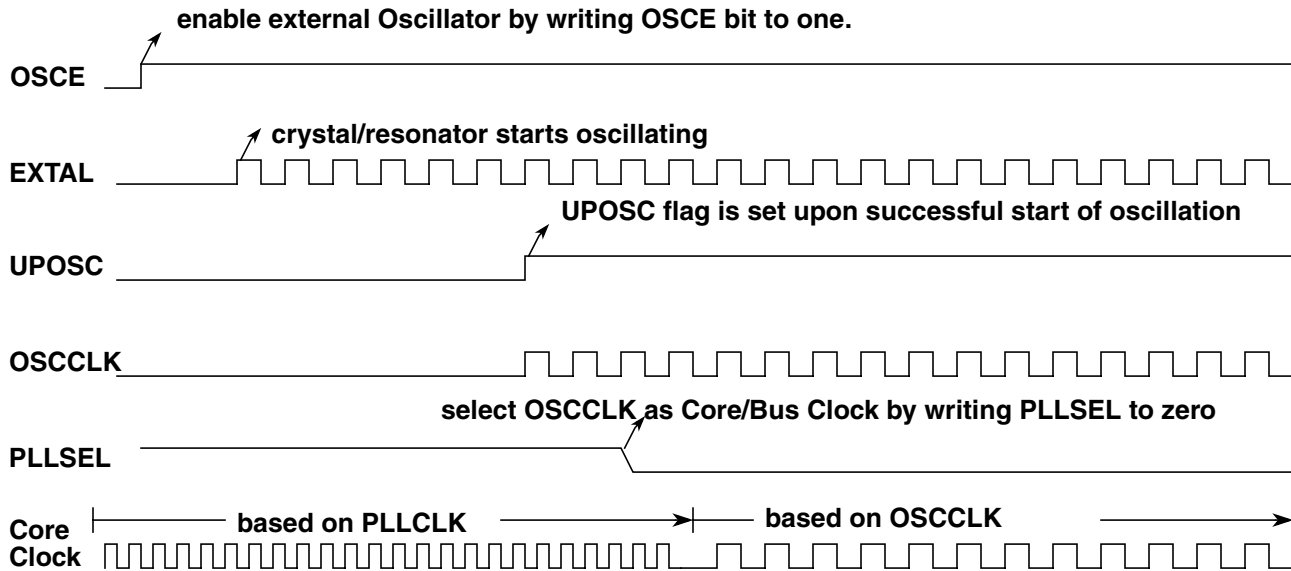 enable external Oscillator by writing OSCE bit to one.
OSCE
crystal/resonator starts oscillating
EXTAL
UPOSC flag is set upon successful start of oscillation
UPOSC
OSCCLK
select OSCCLK as Core/Bus Clock by writing PLLSEL to zero
PLLSEL
based on PLLCLK
based on OSCCLK
Core
Clock